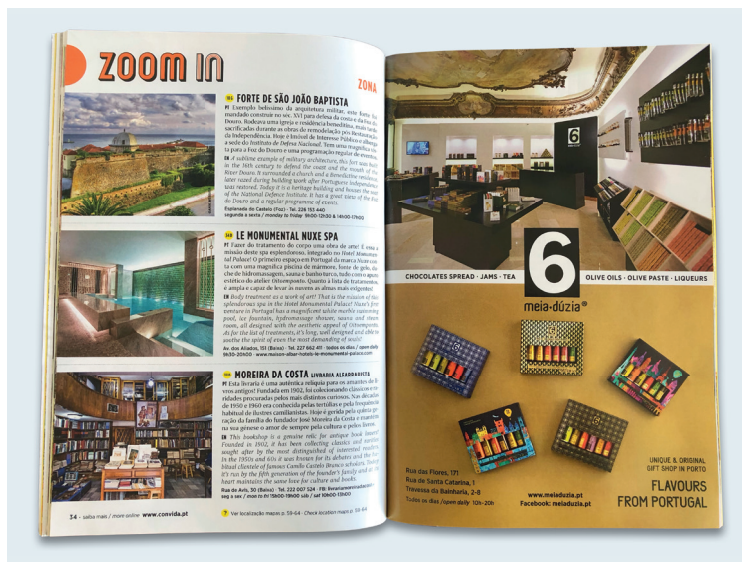 ZOOM IN
ZONA
FORTE DE SÃO JOÃO BAPTISTA
PT Exemplo belíssimo da arquitetura militar, este forte foi
mandado construir no séc. XVI para defesa da costa e da Foz do
Douro. Rodeava uma igreja e residência beneditina, mais tarde
sacrificadas durante as obras de remodelação pós Restauração
da Independência. Hoje é Imóvel de Interesse Público e alberga
a sede do Instituto de Defesa Nacional. Tem uma magnífica vis-
ta para a Foz do Douro e uma programação regular de eventos.
EN A sublime example of military architecture, this fort was built
in the 16th century to defend the coast and the mouth of the
River Douro. It surrounded a church and a Benedictine residence,
later razed during building work after Portuguese independence
was restored. Today it is a heritage building and houses the seat
of the National Defence Institute. It has a great view of the Foz
do Douro and a regular programme of events.
Esplanada do Castelo (Foz) · Tel. 226 153 440
segunda a sexta / monday to friday 9h00-12h30 & 14h00-17h00
LE MONUMENTAL NUXE SPA
PT Fazer do tratamento de corpo uma obra de arte! É essa a
missão deste spa esplendoroso, integrado no Hotel Monumen-
tal Palace! O primeiro espaço em Portugal da marca Nuxe con-
ta com uma magnífica piscina de mármore, fonte de gelo, du-
che de hidromassagem, sauna e banho turco, tudo com o apuro
estético do atelier Oitoemponto. Quanto à lista de tratamentos,
é ampla e capaz de levar às nuvens as almas mais exigentes!
EN Body treatment as a work of art! That is the mission of this
splendorous spa in the Hotel Monumental Palace! Nuxe's first
venture in Portugal has a magnificent white marble swimming
pool, ice fountain, hydromassage shower, sauna and steam
room, all designed with the aesthetic appeal of Oitoemponto.
As for the list of treatments, it's long, well designed and able to
soothe the spirit of even the most demanding of souls!
Av. dos Aliados, 151 (Baixa) · Tel. 227 662 411 todos os dias / open daily
9h30-20h00 · www.maison-albar-hotels-le-monumental-palace.com
MOREIRA DA COSTA LIVRARIA ALFARRABISTA
PT Esta livraria é uma autêntica relíquia para os amantes de li-
vros antigos! Fundada em 1902, foi colecionando clássicos e ra-
ridades procuradas pelos mais distintos curiosos. Nas décadas
de 1950 e 1960 era conhecida pelas tertúlias e pela frequência
habitual de ilustres camilianistas. Hoje é gerida pela quinta ge-
ração da família do fundador José Moreira da Costa e mantém
na sua génese o amor de sempre pela cultura e pelos livros.
EN This bookshop is a genuine relic for antique book lovers!
Founded in 1902, it has been collecting classics and rarities
sought after by the most distinguished of interested readers.
In the 1950s and 60s it was known for its debates and the ha-
bitual clientele of famous Camilo Castelo Branco scholars. Today
it's run by the fifth generation of the founder's family and at its
heart maintains the same love for culture and books.
Rua de Avis, 30 (Baixa) · Tel. 222 007 524 · FB:
seg a sex / mon to fri 15h00-19h00 sáb / sat 10h00-13h00
34 - saiba mais / more online www.convida.pt
? Ver localização mapas p. 58-64 · Check location maps p. 58-64
6
6
CHOCOLATES SPREAD · JAMS · TEA
OLIVE OILS · OLIVE PASTE · LIQUEURS
meia·dúzia®
Rua das Flores, 171
Rua de Santa Catarina, 1
Travessa da Bainharia, 2-8
Todos os dias /open daily 10h-20h
www.meiaduzia.pt
Facebook: meiaduzia.pt
UNIQUE & ORIGINAL
GIFT SHOP IN PORTO
FLAVOURS
FROM PORTUGAL